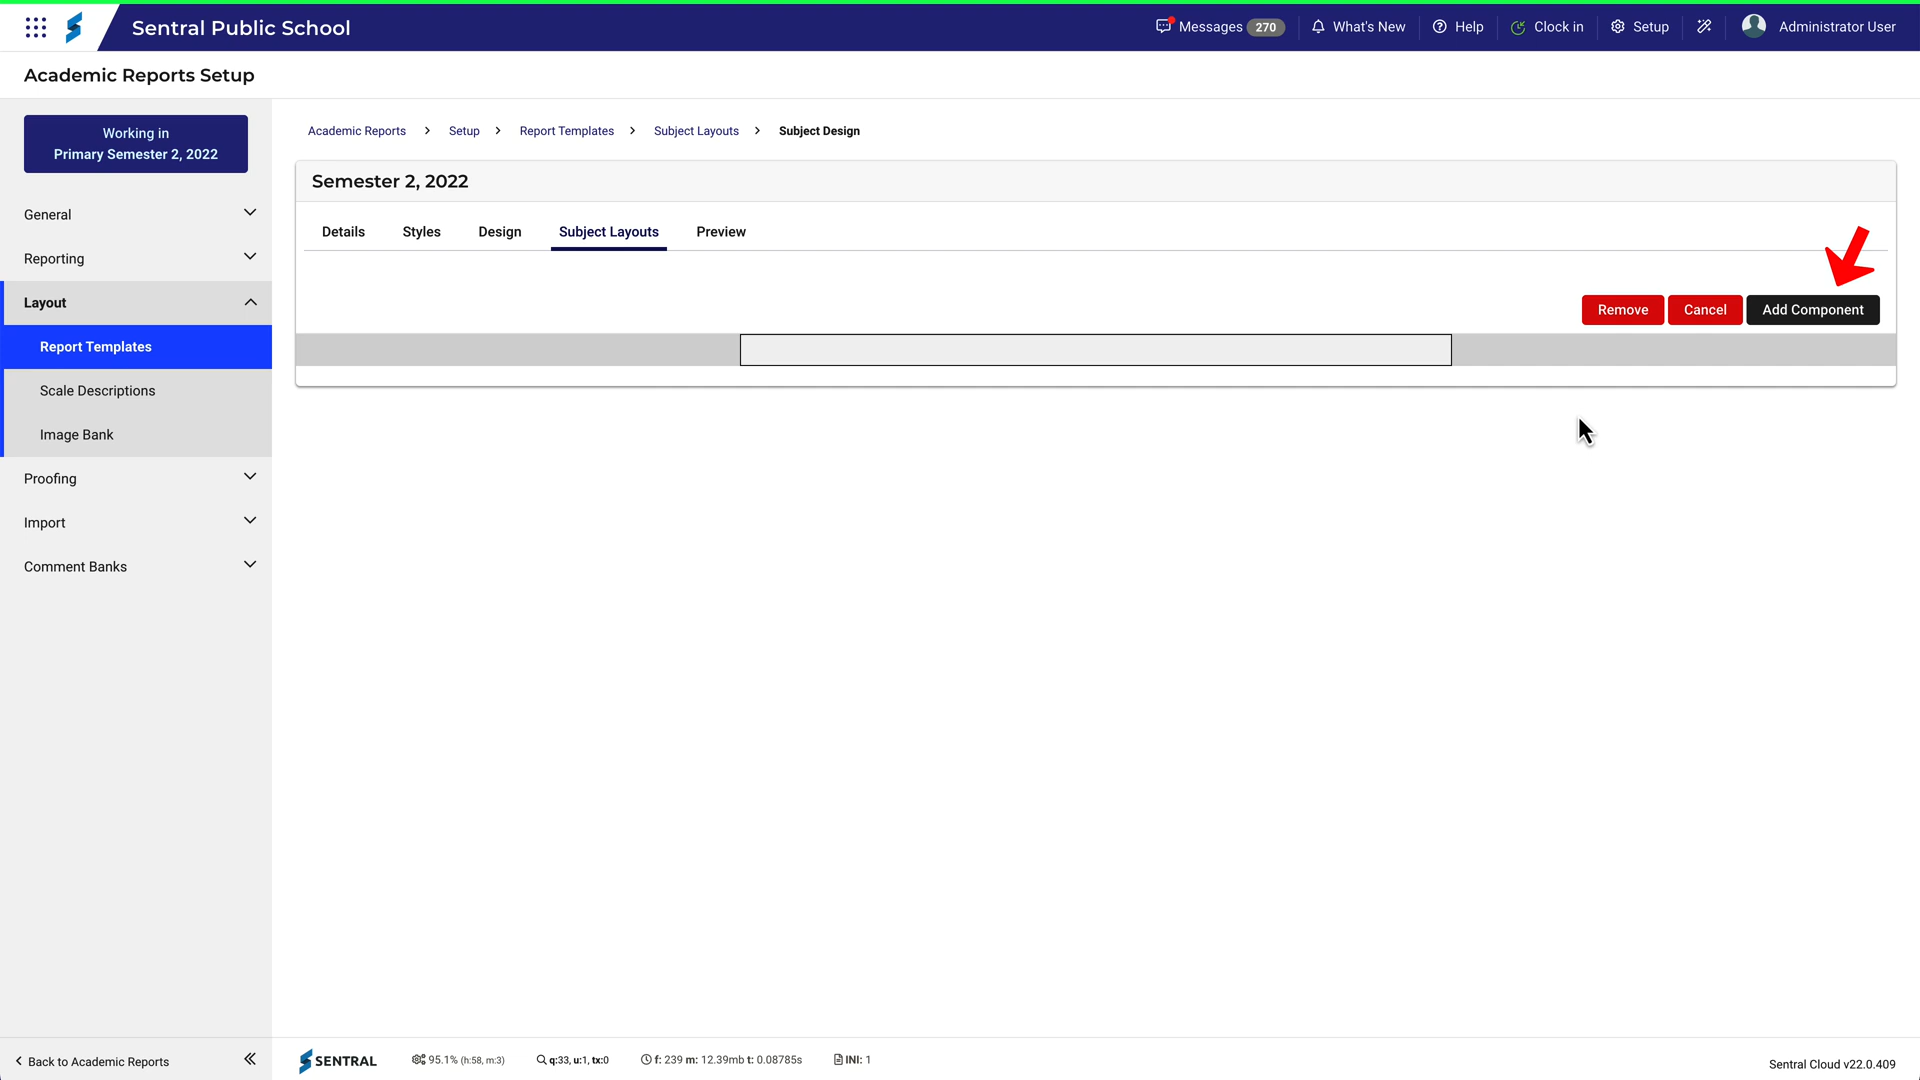 Sentral Public School
Messages 270
What's New
Help
Clock in
Setup
Administrator User
Academic Reports Setup
Working in
Primary Semester 2, 2022
General
Reporting
Layout
Report Templates
Scale Descriptions
Image Bank
Proofing
Import
Comment Banks
Back to Academic Reports
Academic Reports > Setup > Report Templates > Subject Layouts > Subject Design
Semester 2, 2022
Details Styles Design Subject Layouts Preview
Remove Cancel Add Component
SENTRAL
95.1% (h:58, m:3)
q:33, u:1, tx:0
f: 239 m: 12.39mb t: 0.08785s
INI: 1
Sentral Cloud v22.0.409